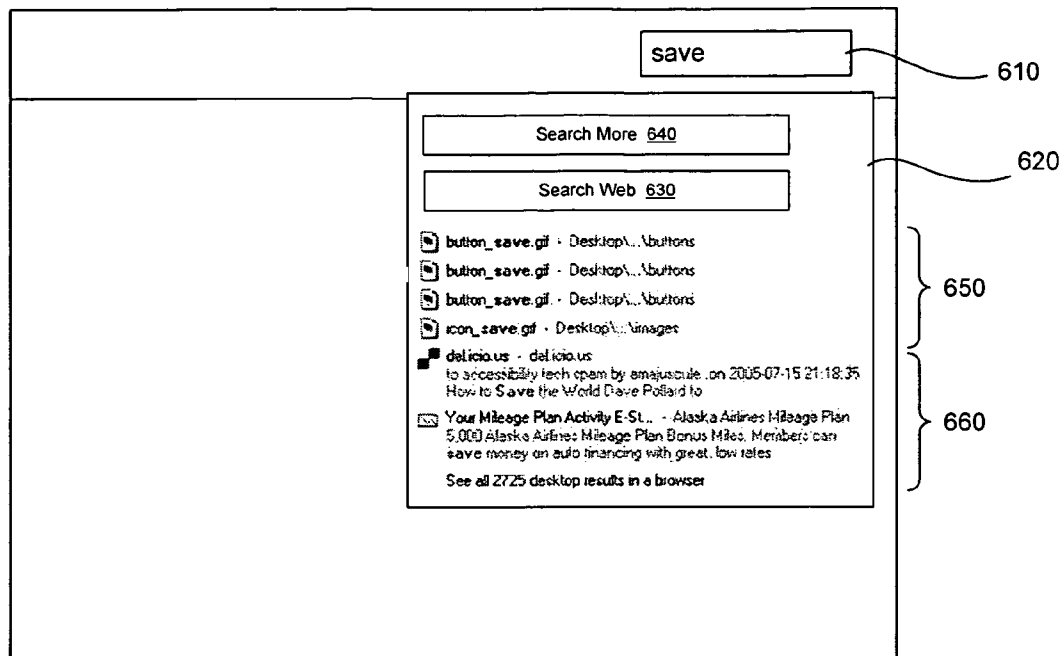 save
610
620
Search More 640
Search Web 630
button_save.gif - Desktop\...\buttons
button_save.gif - Desktop\...\buttons
button_save.gif - Desktop\...\buttons
icon_save.gif - Desktop\...\images
650
del.icio.us - del.icio.us
to accessibility tech spam by amajuscule .on 2005-07-15 21:18:35
How to Save the World Dave Pollard to
Your Mileage Plan Activity E-St... - Alaska Airlines Mileage Plan
5,000 Alaska Airlines Mileage Plan Bonus Miles. Members can
save money on auto financing with great, low rates
660
See all 2725 desktop results in a browser